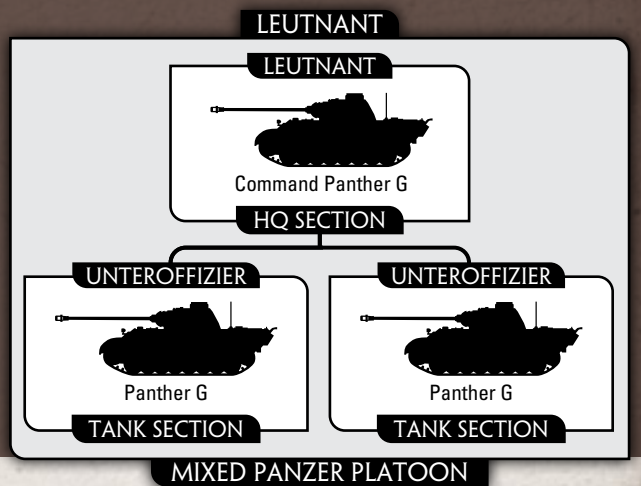 LEUTNANT
LEUTNANT
Command Panther G
HQ SECTION
UNTEROFFIZIER
UNTEROFFIZIER
Panther G
Panther G
TANK SECTION
TANK SECTION
MIXED PANZER PLATOON